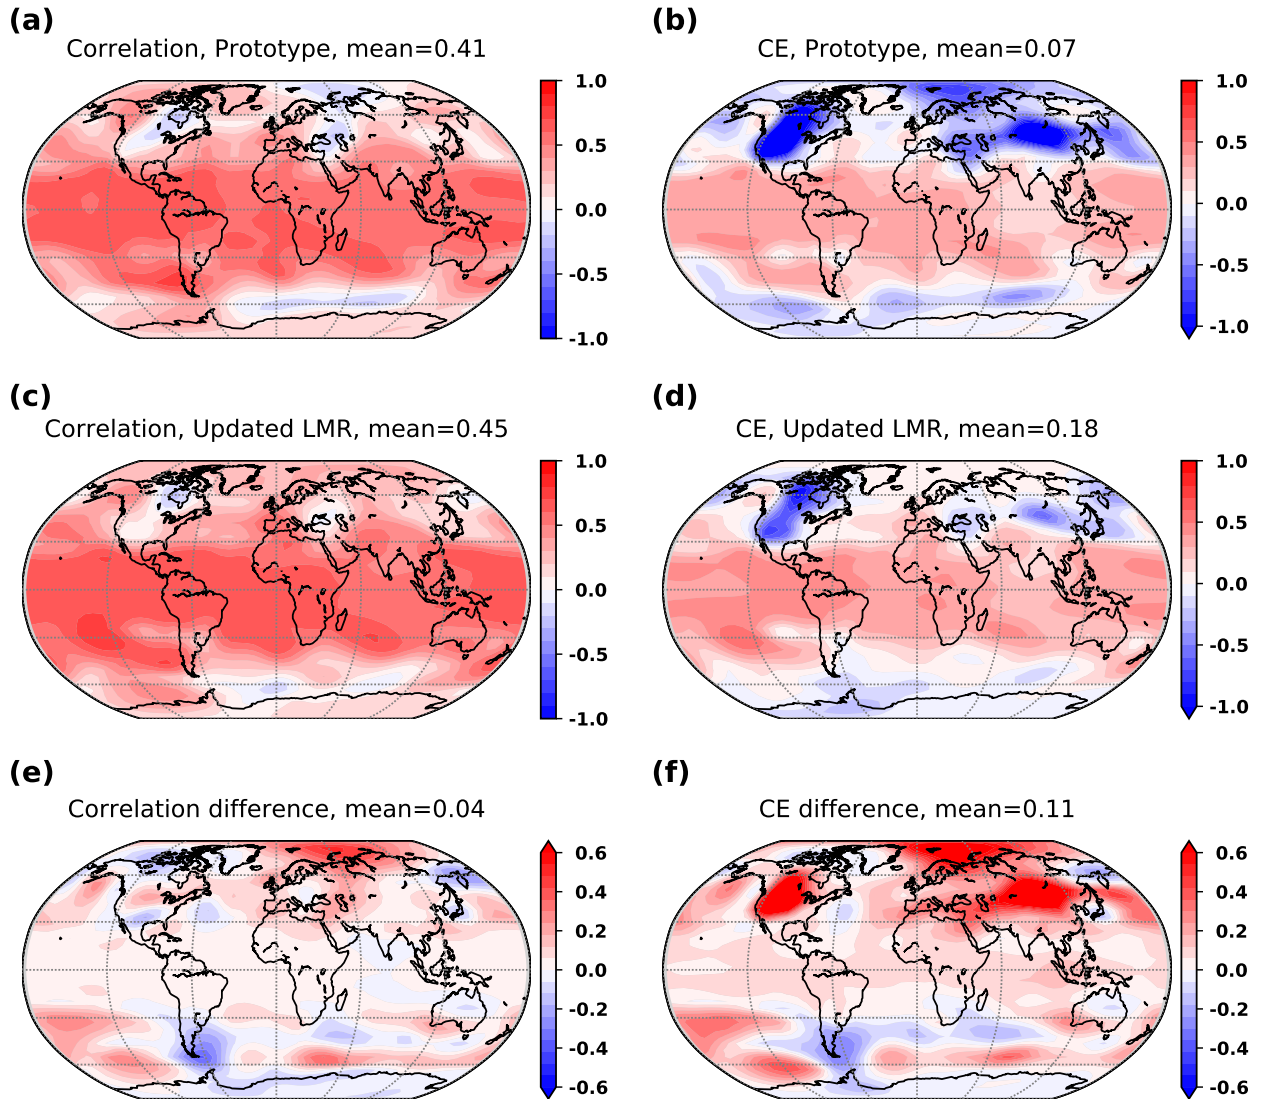 (a)
Correlation, Prototype, mean=0.41
1.0
0.5
0.0
-0.5
-1.0
(b)
CE, Prototype, mean=0.07
1.0
0.5
0.0
-0.5
-1.0
(c)
Correlation, Updated LMR, mean=0.45
1.0
0.5
0.0
-0.5
-1.0
(d)
CE, Updated LMR, mean=0.18
1.0
0.5
0.0
-0.5
-1.0
(e)
Correlation difference, mean=0.04
0.6
0.4
0.2
0.0
-0.2
-0.4
-0.6
(f)
CE difference, mean=0.11
0.6
0.4
0.2
0.0
-0.2
-0.4
-0.6